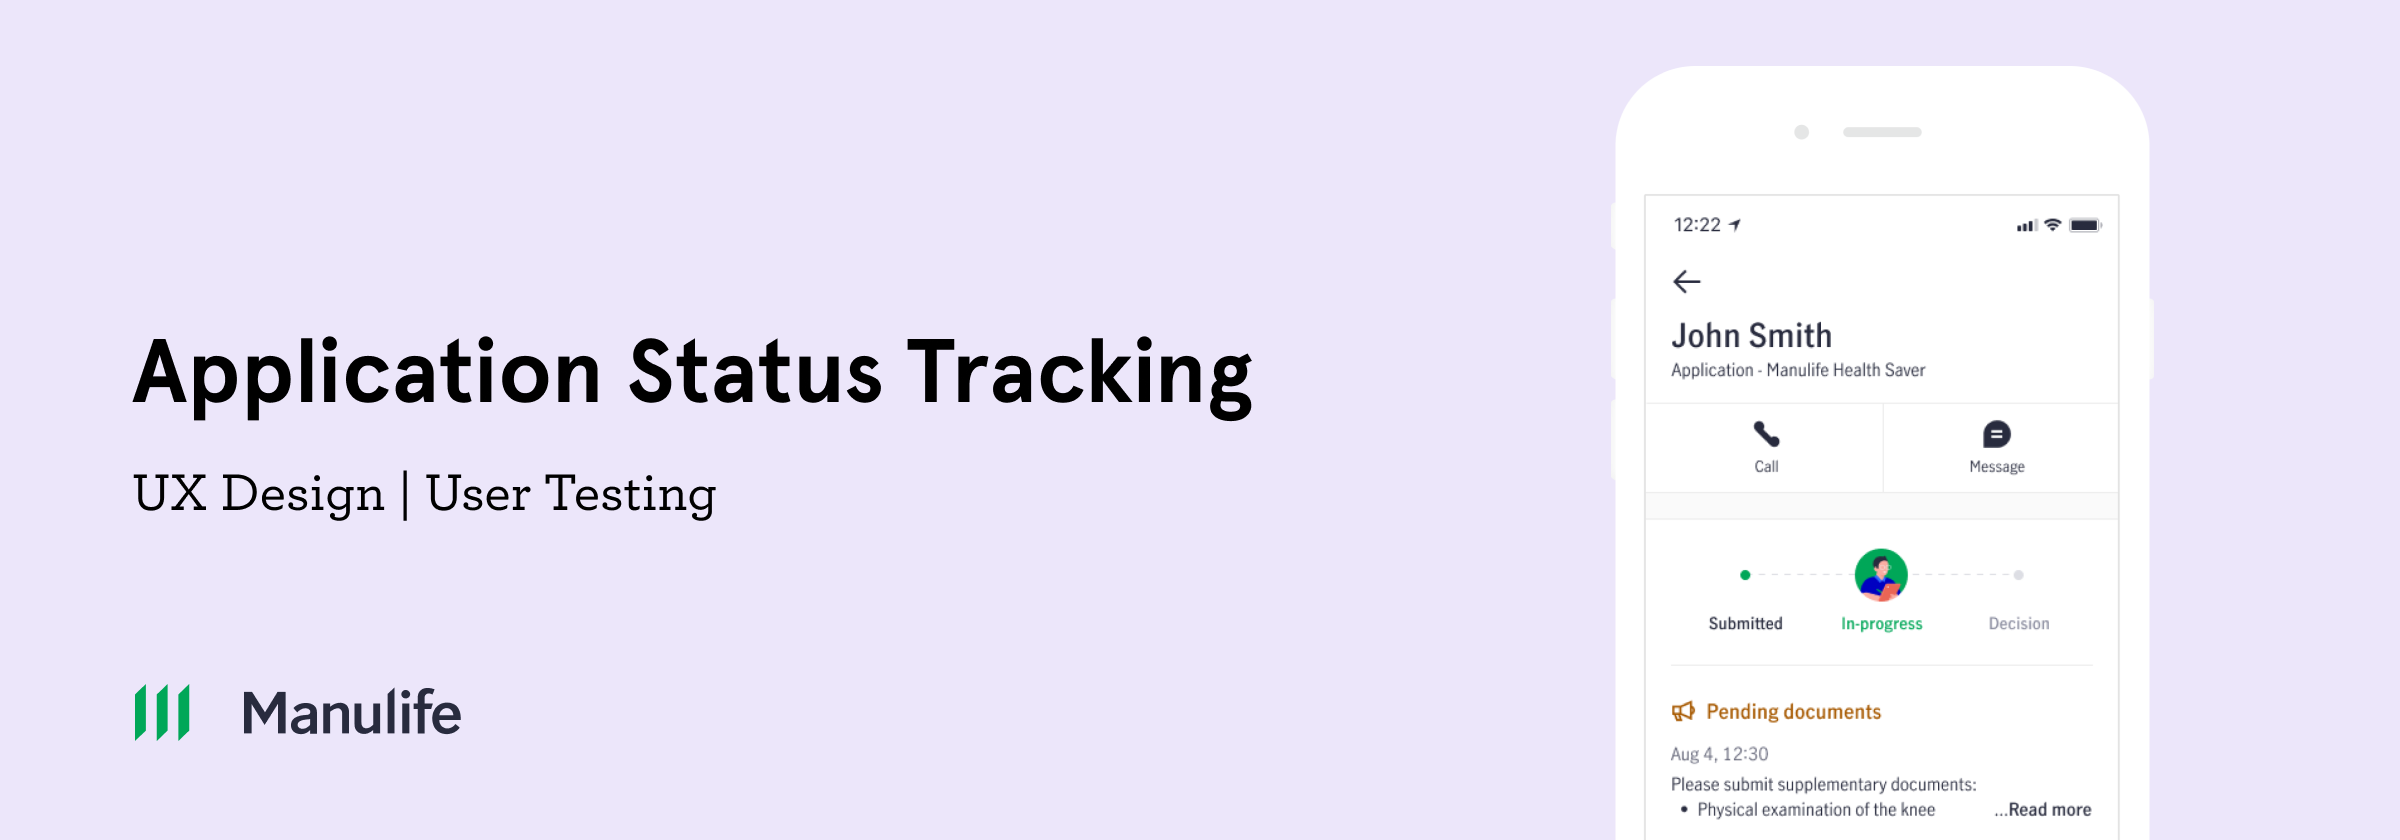 Application Status Tracking
UX Design | User Testing
Manulife
12:22
John Smith
Application - Manulife Health Saver
Call
Message
Submitted
In-progress
Decision
Pending documents
Aug 4, 12:30
Please submit supplementary documents:
• Physical examination of the knee ...Read more